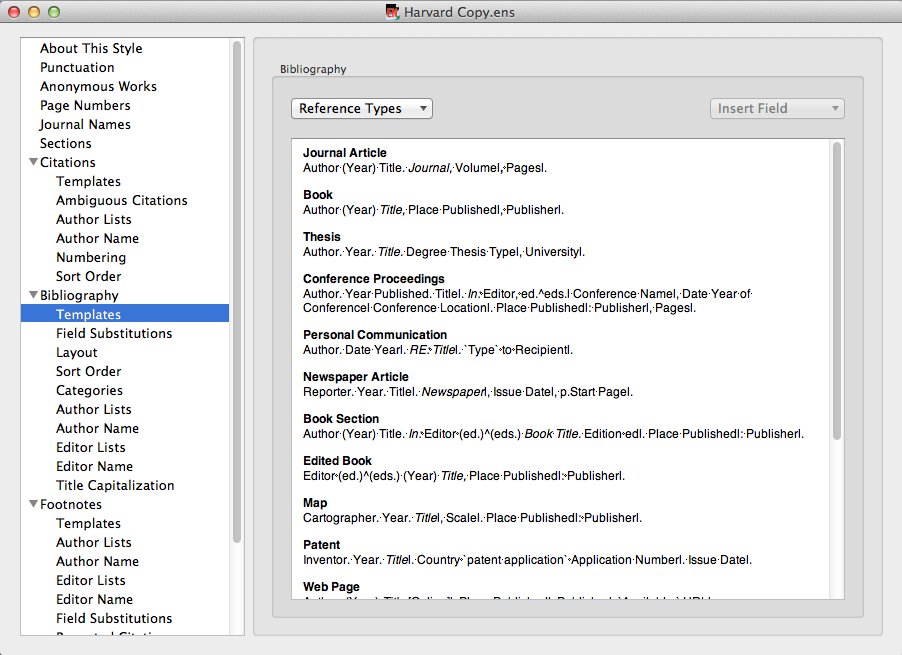 Harvard Copy.ens
About This Style
Punctuation
Anonymous Works
Page Numbers
Journal Names
Sections
Citations
Templates
Ambiguous Citations
Author Lists
Author Name
Numbering
Sort Order
Bibliography
Templates
Field Substitutions
Layout
Sort Order
Categories
Author Lists
Author Name
Editor Lists
Editor Name
Title Capitalization
Footnotes
Templates
Author Lists
Author Name
Editor Lists
Editor Name
Field Substitutions
Bibliography
Reference Types
Insert Field
Journal Article
Author·(Year)·Title.·Journal,·Volume|,·Pages|.
Book
Author·(Year)·Title,·Place·Published|,·Publisher|.
Thesis
Author.·Year.·Title.·Degree·Thesis·Type|,·University|.
Conference Proceedings
Author.·Year·Published.·Title|.·In:·Editor,·ed.^eds.|·Conference·Name|,·Date·Year·of·
Conference|·Conference·Location|.·Place·Published|:·Publisher|,·Pages|.
Personal Communication
Author.·Date·Year|.·RE:·Title|.·`Type`·to·Recipient|.
Newspaper Article
Reporter.·Year.·Title|.·Newspaper|,·Issue·Date|,·p.Start·Page|.
Book Section
Author·(Year)·Title.·In:·Editor·(ed.)^(eds.)·Book·Title.·Edition·ed|.·Place·Published|:·Publisher|.
Edited Book
Editor·(ed.)^(eds.)·(Year)·Title,·Place·Published|:·Publisher|.
Map
Cartographer.·Year.·Title|,·Scale|.·Place·Published|:·Publisher|.
Patent
Inventor.·Year.·Title|.·Country·`patent·application`·Application·Number|.·Issue·Date|.
Web Page